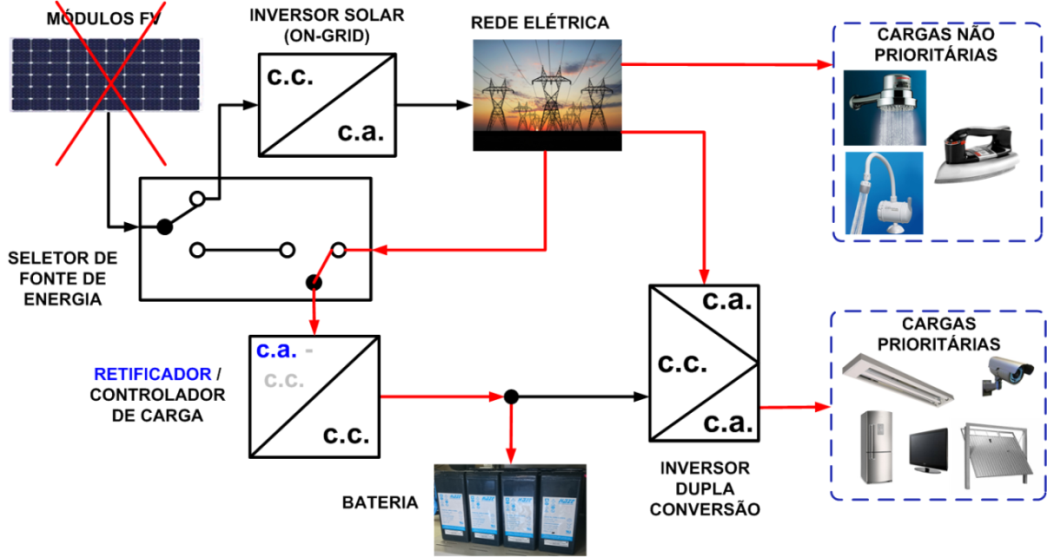 MÓDULOS FV
INVERSOR SOLAR
(ON-GRID)
REDE ELÉTRICA
CARGAS NÃO
PRIORITÁRIAS
c.c.
c.a.
SELETOR DE
FONTE DE
ENERGIA
c.a. -
c.c.
c.c.
RETIFICADOR /
CONTROLADOR
DE CARGA
c.a.
c.c.
c.a.
CARGAS
PRIORITÁRIAS
BATERIA
INVERSOR
DUPLA
CONVERSÃO